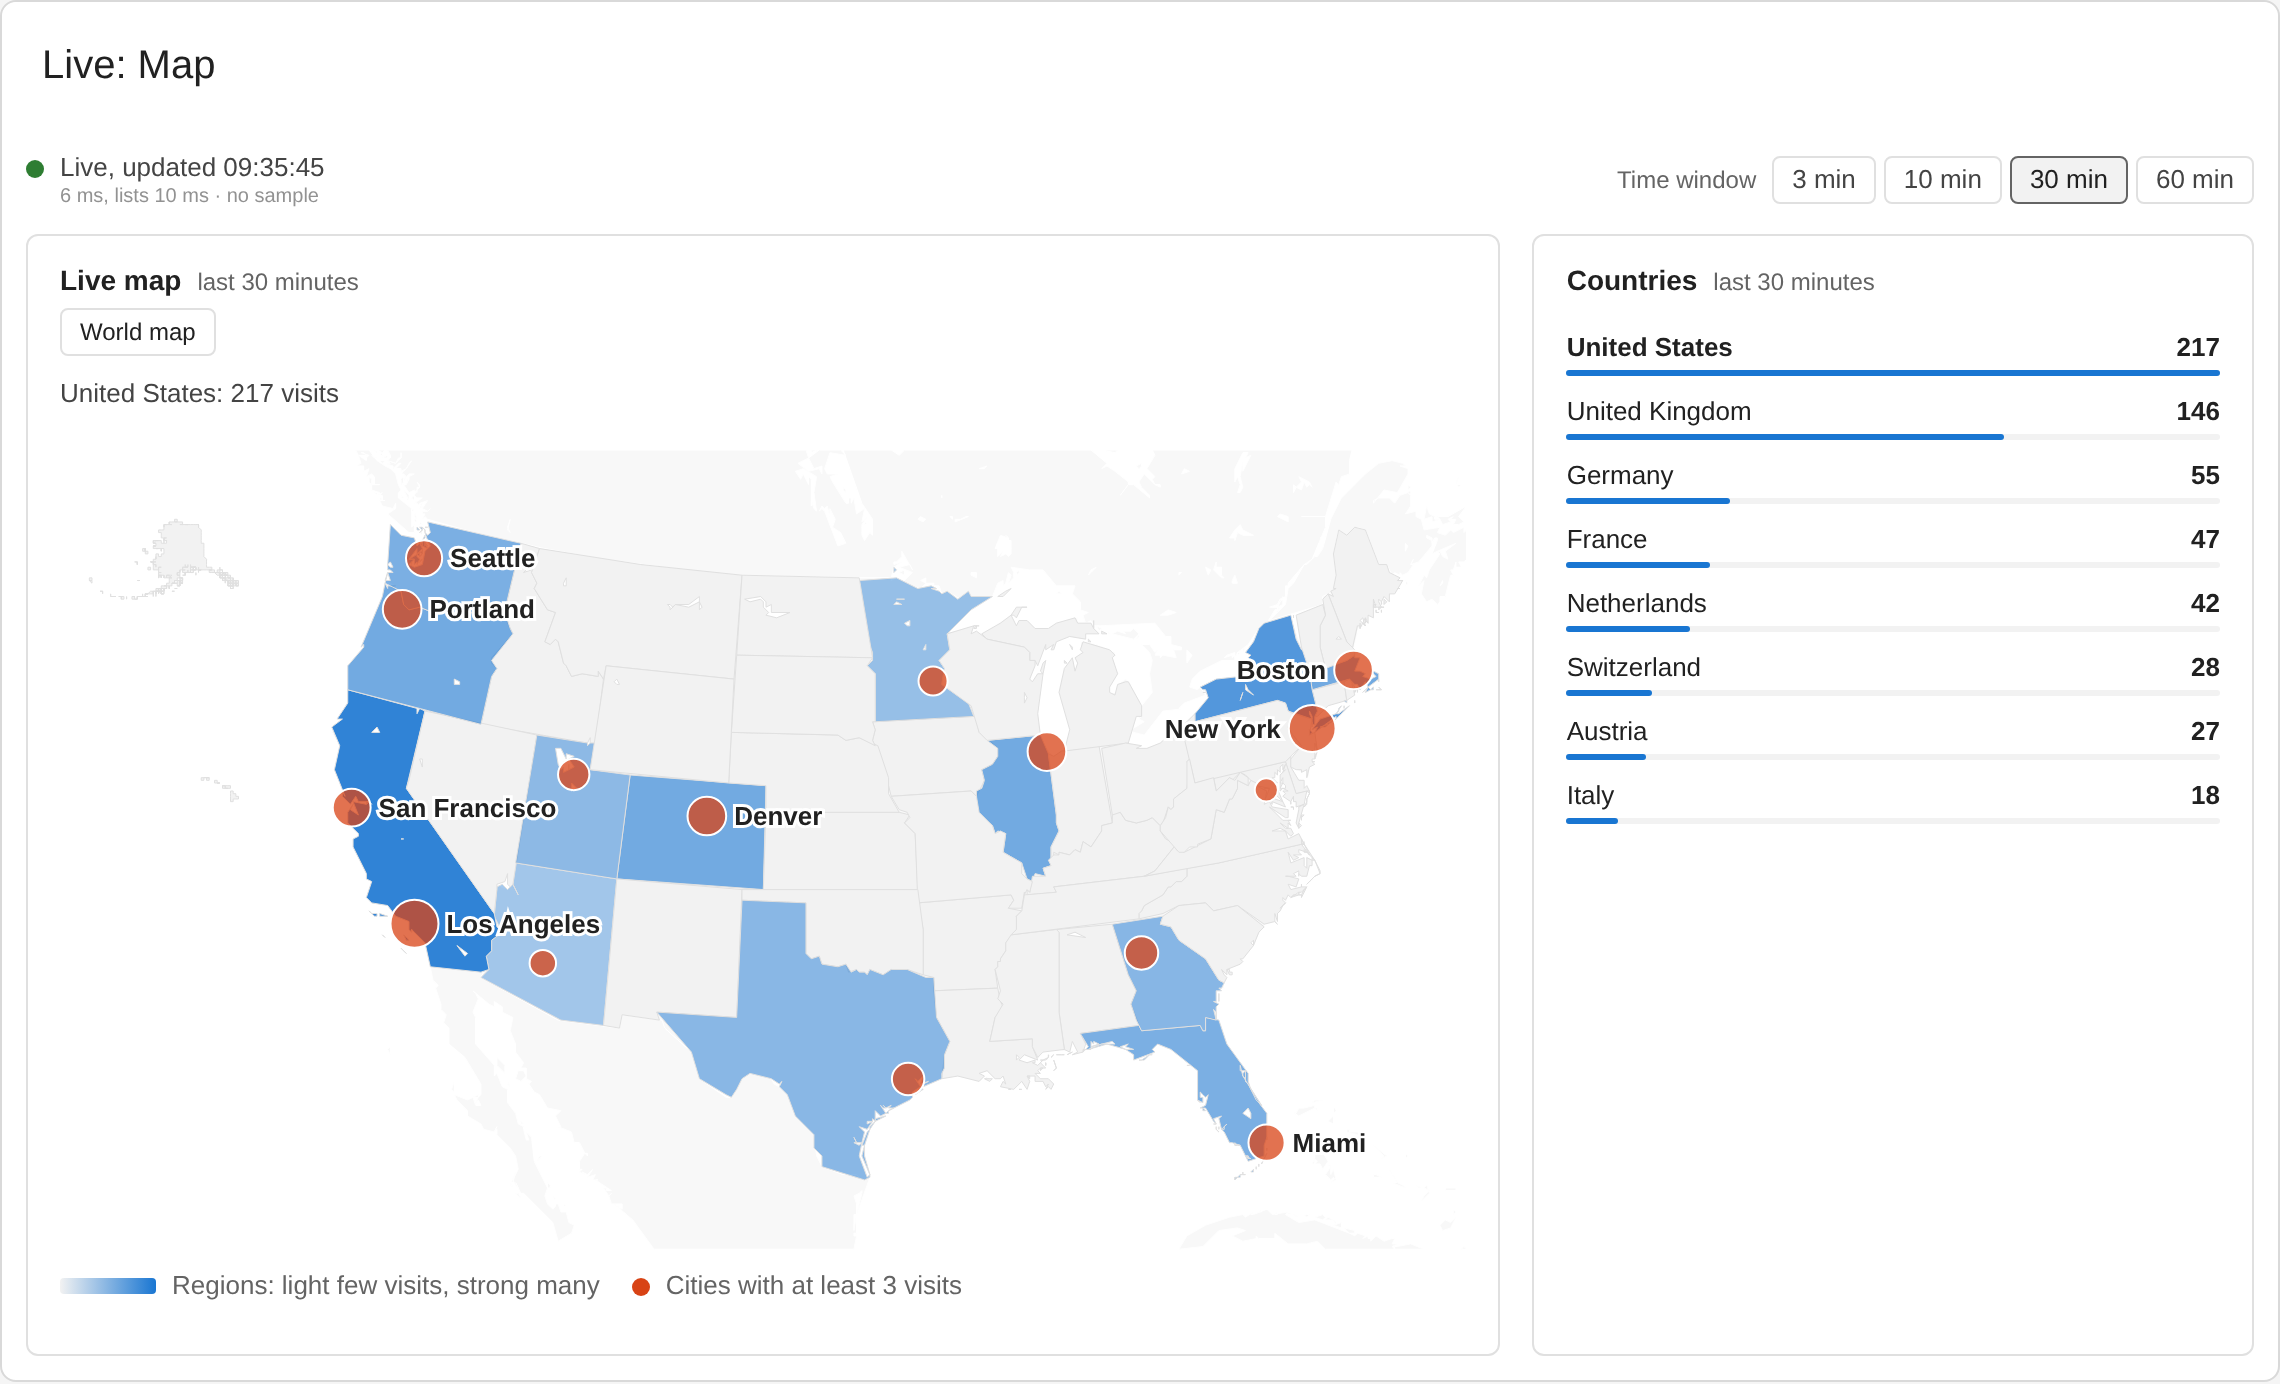 Live: Map
Live, updated 09:35:45
6 ms, lists 10 ms · no sample
Time window
3 min
10 min
30 min
60 min
Live map last 30 minutes
World map
United States: 217 visits
Seattle
Portland
Boston
New York
San Francisco
Denver
Los Angeles
Miami
Regions: light few visits, strong many
Cities with at least 3 visits
Countries last 30 minutes
United States 217
United Kingdom 146
Germany 55
France 47
Netherlands 42
Switzerland 28
Austria 27
Italy 18